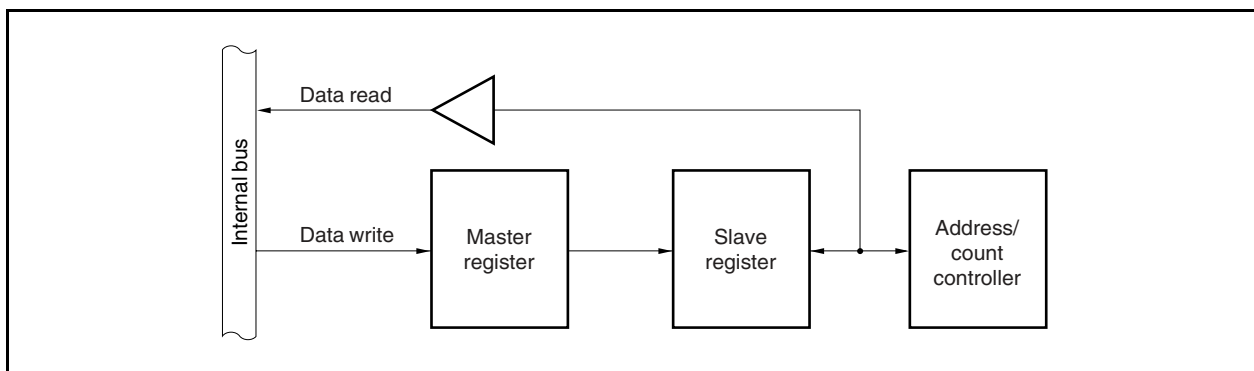 Data read
Internal bus
Data write
Master
register
Slave
register
Address/
count
controller